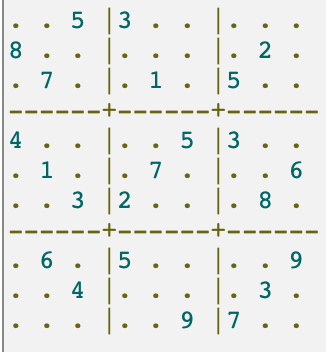 . . 5 |3 . . |. . .
8 . . |. . . |. 2 .
. 7 . |. 1 . |5 . .
------+------+------
4 . . |. . 5 |3 . .
. 1 . |. 7 . |. . 6
. . 3 |2 . . |. 8 .
------+------+------
. 6 . |5 . . |. . 9
. . 4 |. . . |. 3 .
. . . |. . 9 |7 . .